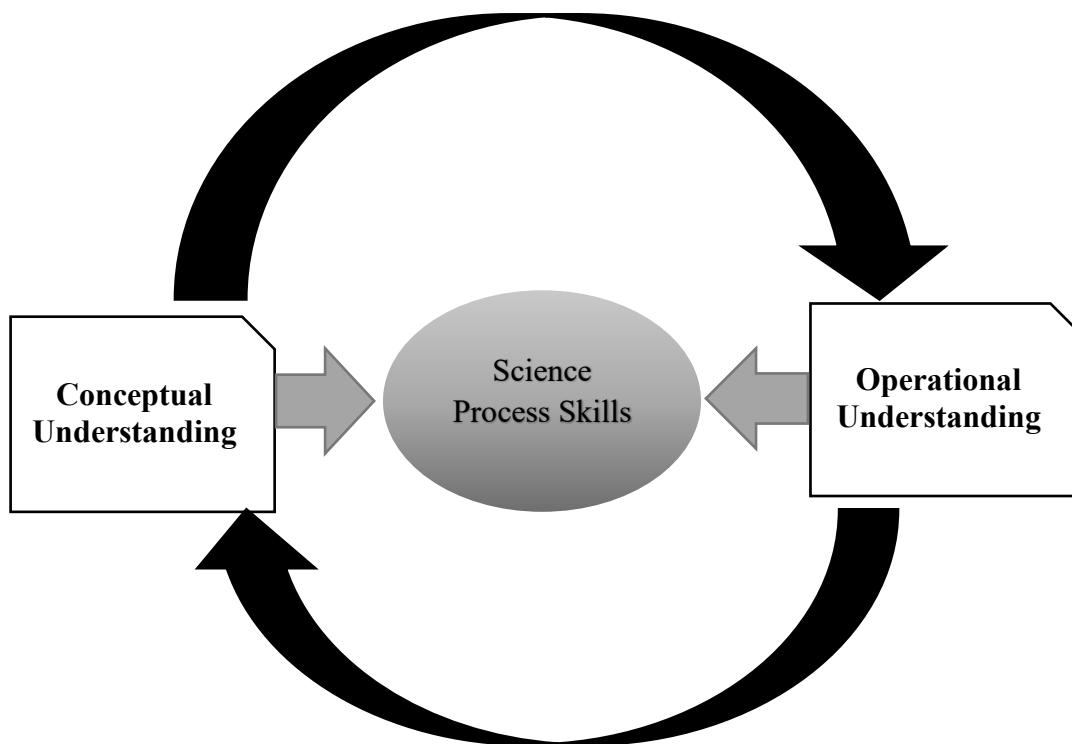 Conceptual
Understanding
Science
Process Skills
Operational
Understanding